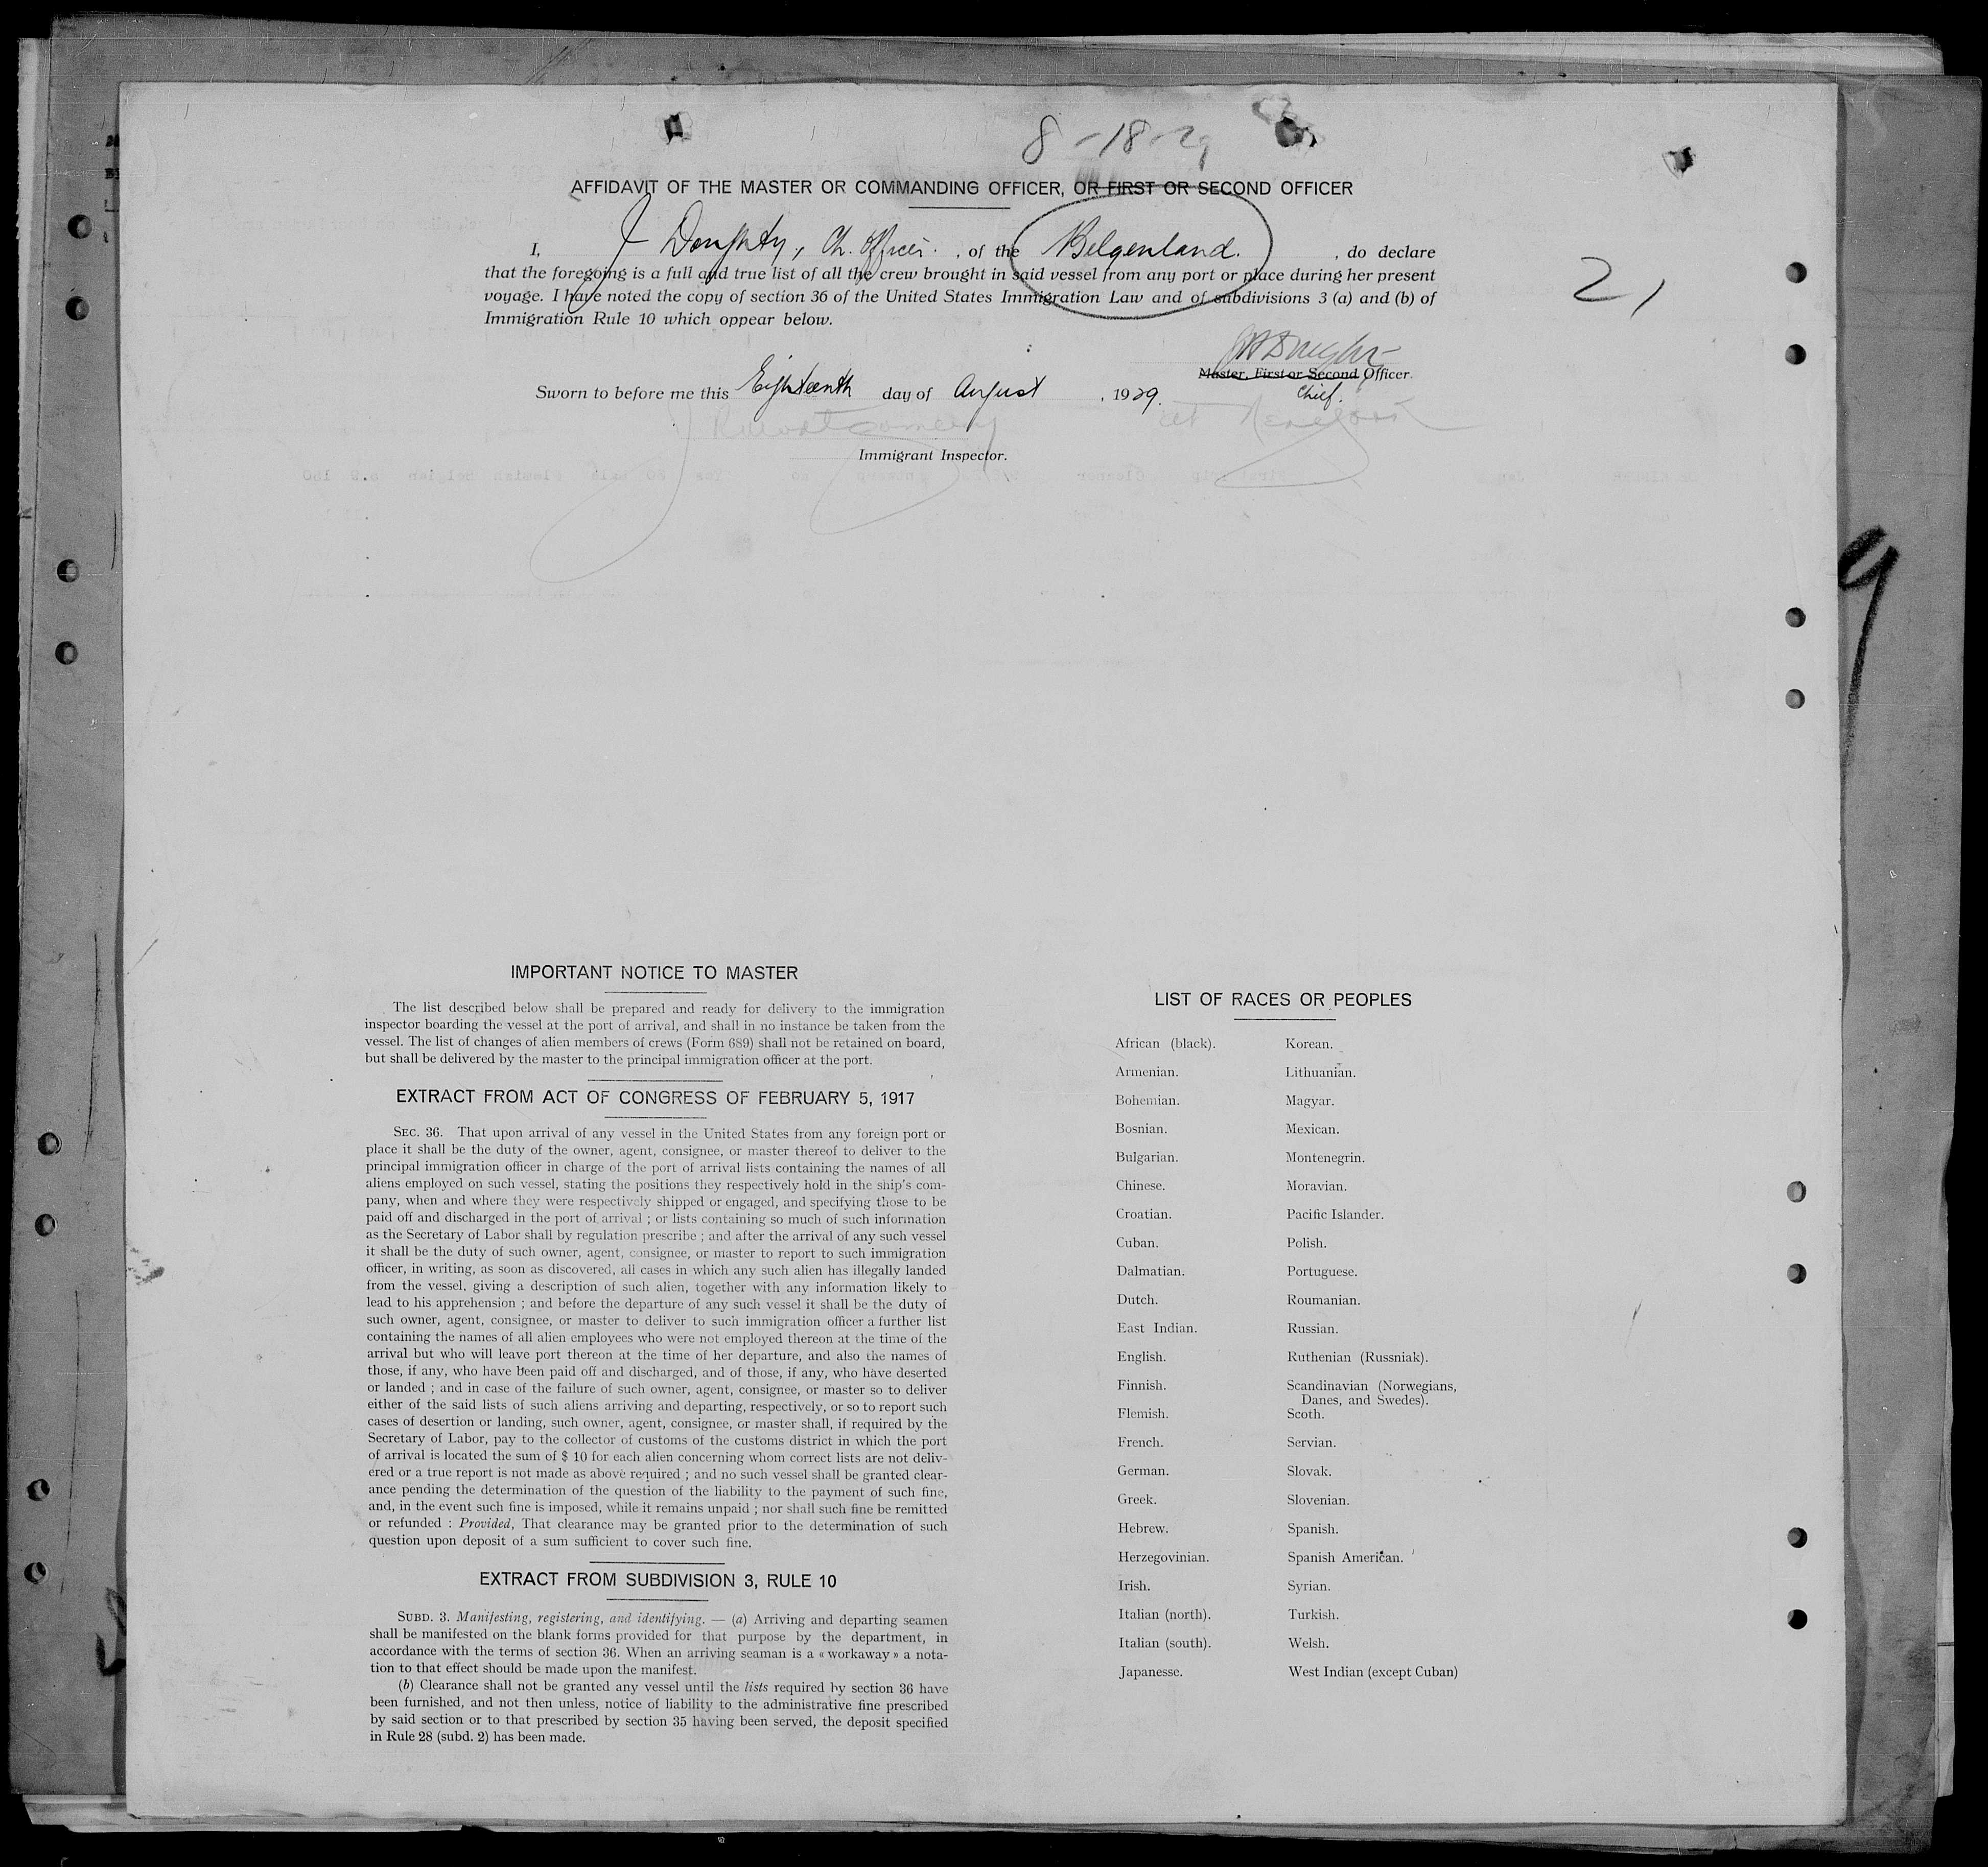 8-18-29
AFFIDAVIT OF THE MASTER OR COMMANDING OFFICER, OR FIRST OR SECOND OFFICER
I, J Doughty, Ch. Officer. , of the Belgenland. , do declare
that the foregoing is a full and true list of all the crew brought in said vessel from any port or place during her present
voyage. I have noted the copy of section 36 of the United States Immigration Law and of subdivisions 3 (a) and (b) of
Immigration Rule 10 which oppear below.
21
Master, First or Second Officer.
Chief.
Sworn to before me this Eighteenth day of August , 1929.
Immigrant Inspector.
9
IMPORTANT NOTICE TO MASTER
The list described below shall be prepared and ready for delivery to the immigration
inspector boarding the vessel at the port of arrival, and shall in no instance be taken from the
vessel. The list of changes of alien members of crews (Form 689) shall not be retained on board,
but shall be delivered by the master to the principal immigration officer at the port.
EXTRACT FROM ACT OF CONGRESS OF FEBRUARY 5, 1917
SEC. 36. That upon arrival of any vessel in the United States from any foreign port or
place it shall be the duty of the owner, agent, consignee, or master thereof to deliver to the
principal immigration officer in charge of the port of arrival lists containing the names of all
aliens employed on such vessel, stating the positions they respectively hold in the ship's com-
pany, when and where they were respectively shipped or engaged, and specifying those to be
paid off and discharged in the port of arrival ; or lists containing so much of such information
as the Secretary of Labor shall by regulation prescribe ; and after the arrival of any such vessel
it shall be the duty of such owner, agent, consignee, or master to report to such immigration
officer, in writing, as soon as discovered, all cases in which any such alien has illegally landed
from the vessel, giving a description of such alien, together with any information likely to
lead to his apprehension ; and before the departure of any such vessel it shall be the duty of
such owner, agent, consignee, or master to deliver to such immigration officer a further list
containing the names of all alien employees who were not employed thereon at the time of the
arrival but who will leave port thereon at the time of her departure, and also the names of
those, if any, who have been paid off and discharged, and of those, if any, who have deserted
or landed ; and in case of the failure of such owner, agent, consignee, or master so to deliver
either of the said lists of such aliens arriving and departing, respectively, or so to report such
cases of desertion or landing, such owner, agent, consignee, or master shall, if required by the
Secretary of Labor, pay to the collector of customs of the customs district in which the port
of arrival is located the sum of $ 10 for each alien concerning whom correct lists are not deliv-
ered or a true report is not made as above required ; and no such vessel shall be granted clear-
ance pending the determination of the question of the liability to the payment of such fine,
and, in the event such fine is imposed, while it remains unpaid ; nor shall such fine be remitted
or refunded : Provided, That clearance may be granted prior to the determination of such
question upon deposit of a sum sufficient to cover such fine.
EXTRACT FROM SUBDIVISION 3, RULE 10
SUBD. 3. Manifesting, registering, and identifying. — (a) Arriving and departing seamen
shall be manifested on the blank forms provided for that purpose by the department, in
accordance with the terms of section 36. When an arriving seaman is a « workaway » a nota-
tion to that effect should be made upon the manifest.
(b) Clearance shall not be granted any vessel until the lists required by section 36 have
been furnished, and not then unless, notice of liability to the administrative fine prescribed
by said section or to that prescribed by section 35 having been served, the deposit specified
in Rule 28 (subd. 2) has been made.
LIST OF RACES OR PEOPLES
African (black).
Armenian.
Bohemian.
Bosnian.
Bulgarian.
Chinese.
Croatian.
Cuban.
Dalmatian.
Dutch.
East Indian.
English.
Finnish.
Flemish.
French.
German.
Greek.
Hebrew.
Herzegovinian.
Irish.
Italian (north).
Italian (south).
Japanesse.
Korean.
Lithuanian.
Magyar.
Mexican.
Montenegrin.
Moravian.
Pacific Islander.
Polish.
Portuguese.
Roumanian.
Russian.
Ruthenian (Russniak).
Scandinavian (Norwegians,
Danes, and Swedes).
Scoth.
Servian.
Slovak.
Slovenian.
Spanish.
Spanish American.
Syrian.
Turkish.
Welsh.
West Indian (except Cuban)